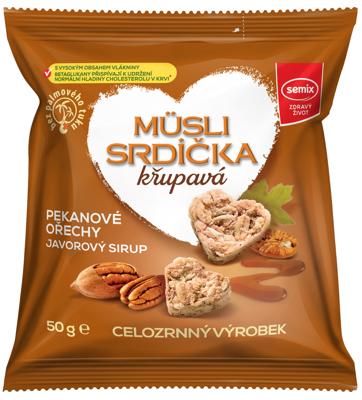 S VYSOKÝM OBSAHEM VLÁKNINY
BETAGLUKANY PŘISPÍVAJÍ K UDRŽENÍ
NORMÁLNÍ HLADINY CHOLESTEROLU V KRVI*
bez palmového tuku
semix
ZDRAVÝ
ŽIVOT
MÜSLI
SRDÍČKA
křupavá
PEKANOVÉ
OŘECHY
JAVOROVÝ SIRUP
50 g e
CELOZRNNÝ VÝROBEK